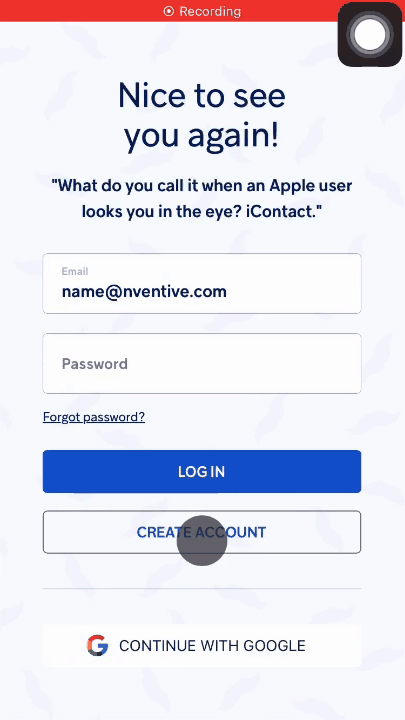 Recording
Nice to see
you again!
"What do you call it when an Apple user
looks you in the eye? iContact."
Email
name@nventive.com
Password
Forgot password?
LOG IN
CREATE ACCOUNT
CONTINUE WITH GOOGLE